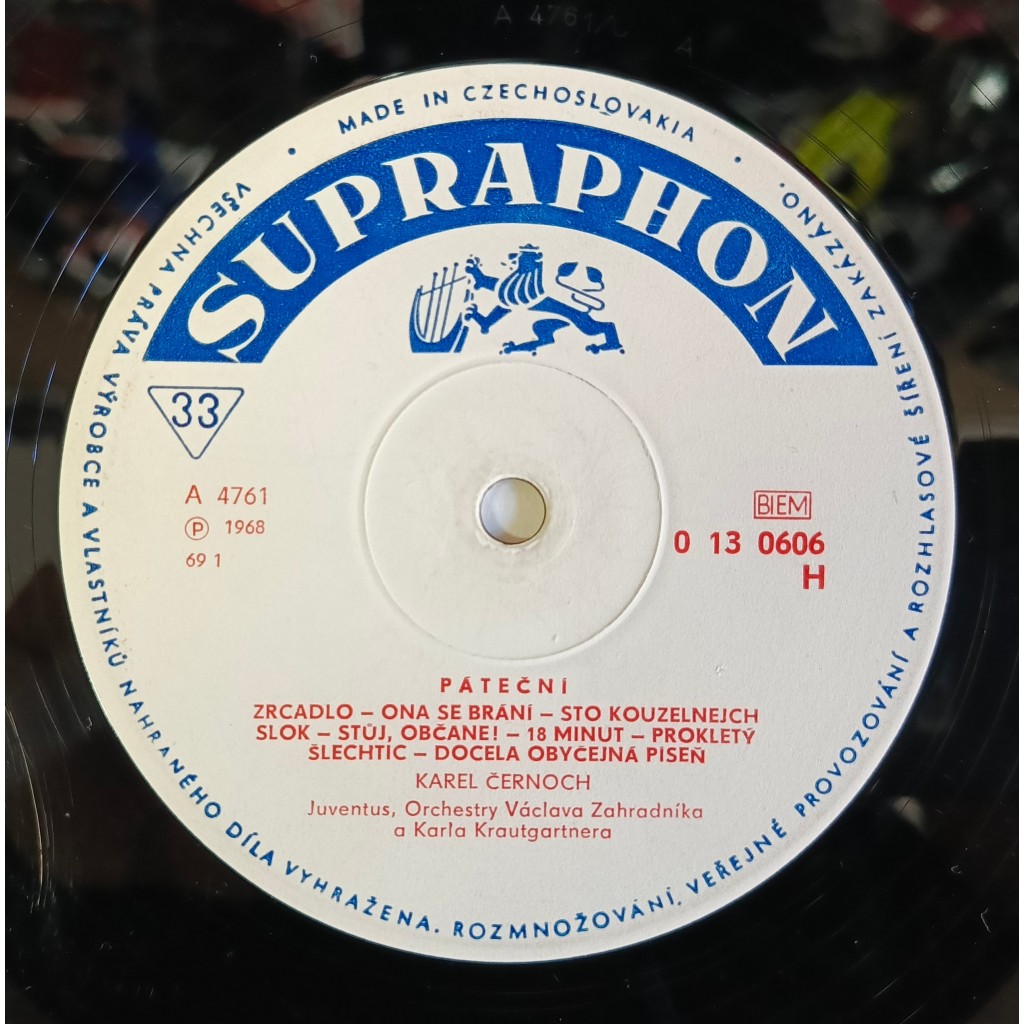 A 4761
MADE IN CZECHOSLOVAKIA
SUPRAPHON
33
A 4761
Ⓟ 1968
69 1
BIEM
0 13 0606
H
PÁTEČNÍ
ZRCADLO – ONA SE BRÁNÍ – STO KOUZELNEJCH
SLOK – STŮJ, OBČANE! – 18 MINUT – PROKLETÝ
ŠLECHTIC – DOCELA OBYČEJNÁ PÍSEŇ
KAREL ČERNOCH
Juventus, Orchestry Václava Zahradníka
a Karla Krautgartnera
VŠECHNA PRÁVA VÝROBCE A VLASTNÍKŮ NAHRANÉHO DÍLA VYHRAŽENA. ROZMNOŽOVÁNÍ, VEŘEJNÉ PROVOZOVÁNÍ A ROZHLASOVÉ ŠÍŘENÍ ZAKÁZÁNO.